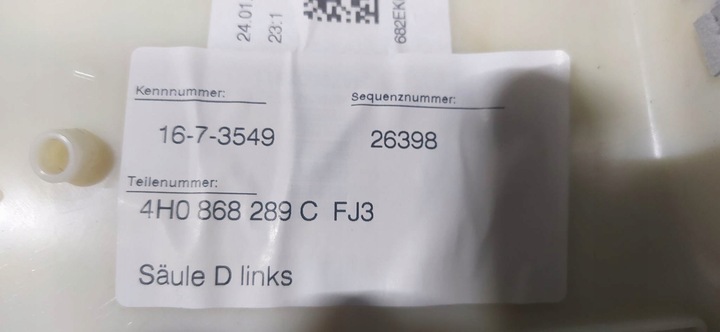 24.01
23:1
682EK
Kennnummer:
Sequenznummer:
16-7-3549
26398
Teilenummer:
4H0 868 289 C FJ3
Säule D links